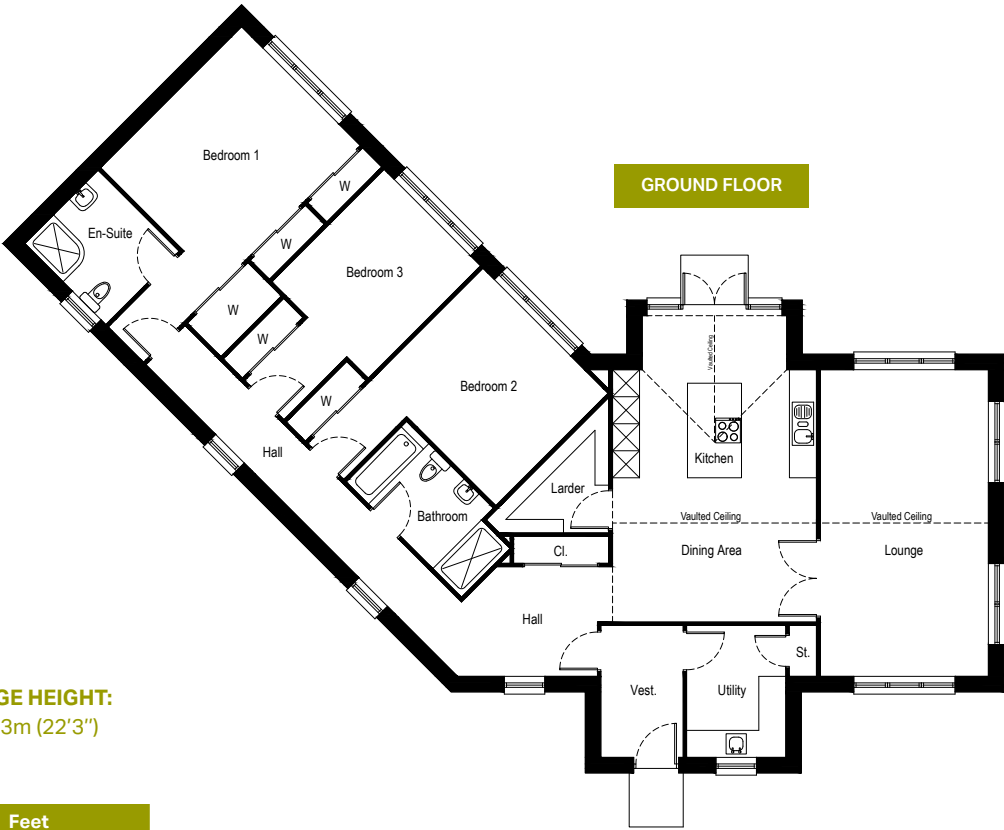 Bedroom 1
W
GROUND FLOOR
En-Suite
W
Bedroom 3
W
W
Vaulted Ceiling
Bedroom 2
W
Hall
Kitchen
Larder
Bathroom
Vaulted Ceiling
Vaulted Ceiling
Cl.
Dining Area
Lounge
Hall
St.
Vest.
Utility
GE HEIGHT:
3m (22'3")
Feet